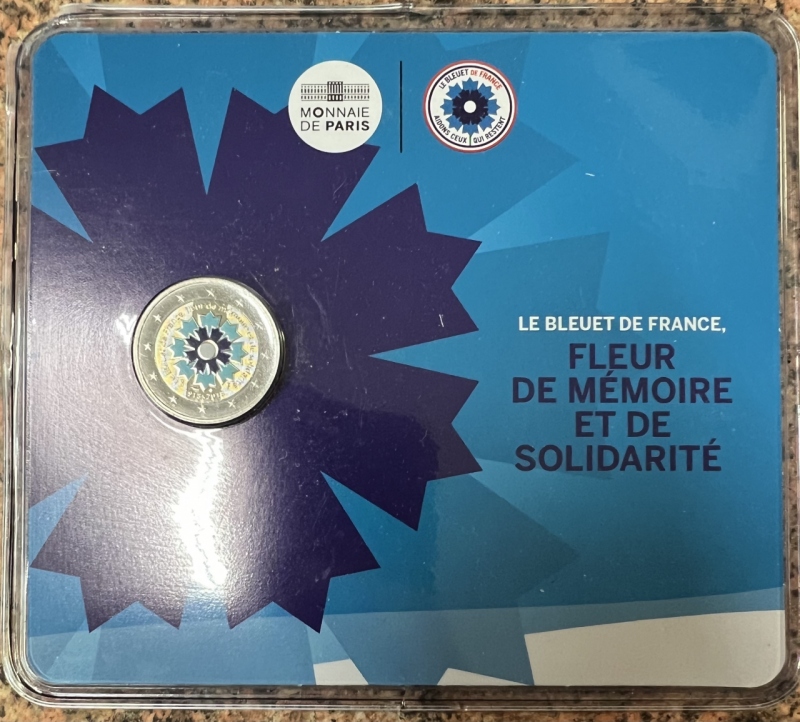 MONNAIE
DE PARIS
LE BLEUET DE FRANCE
AIDONS CEUX QUI RESTENT
LE BLEUET DE FRANCE,
FLEUR
DE MÉMOIRE
ET DE
SOLIDARITÉ